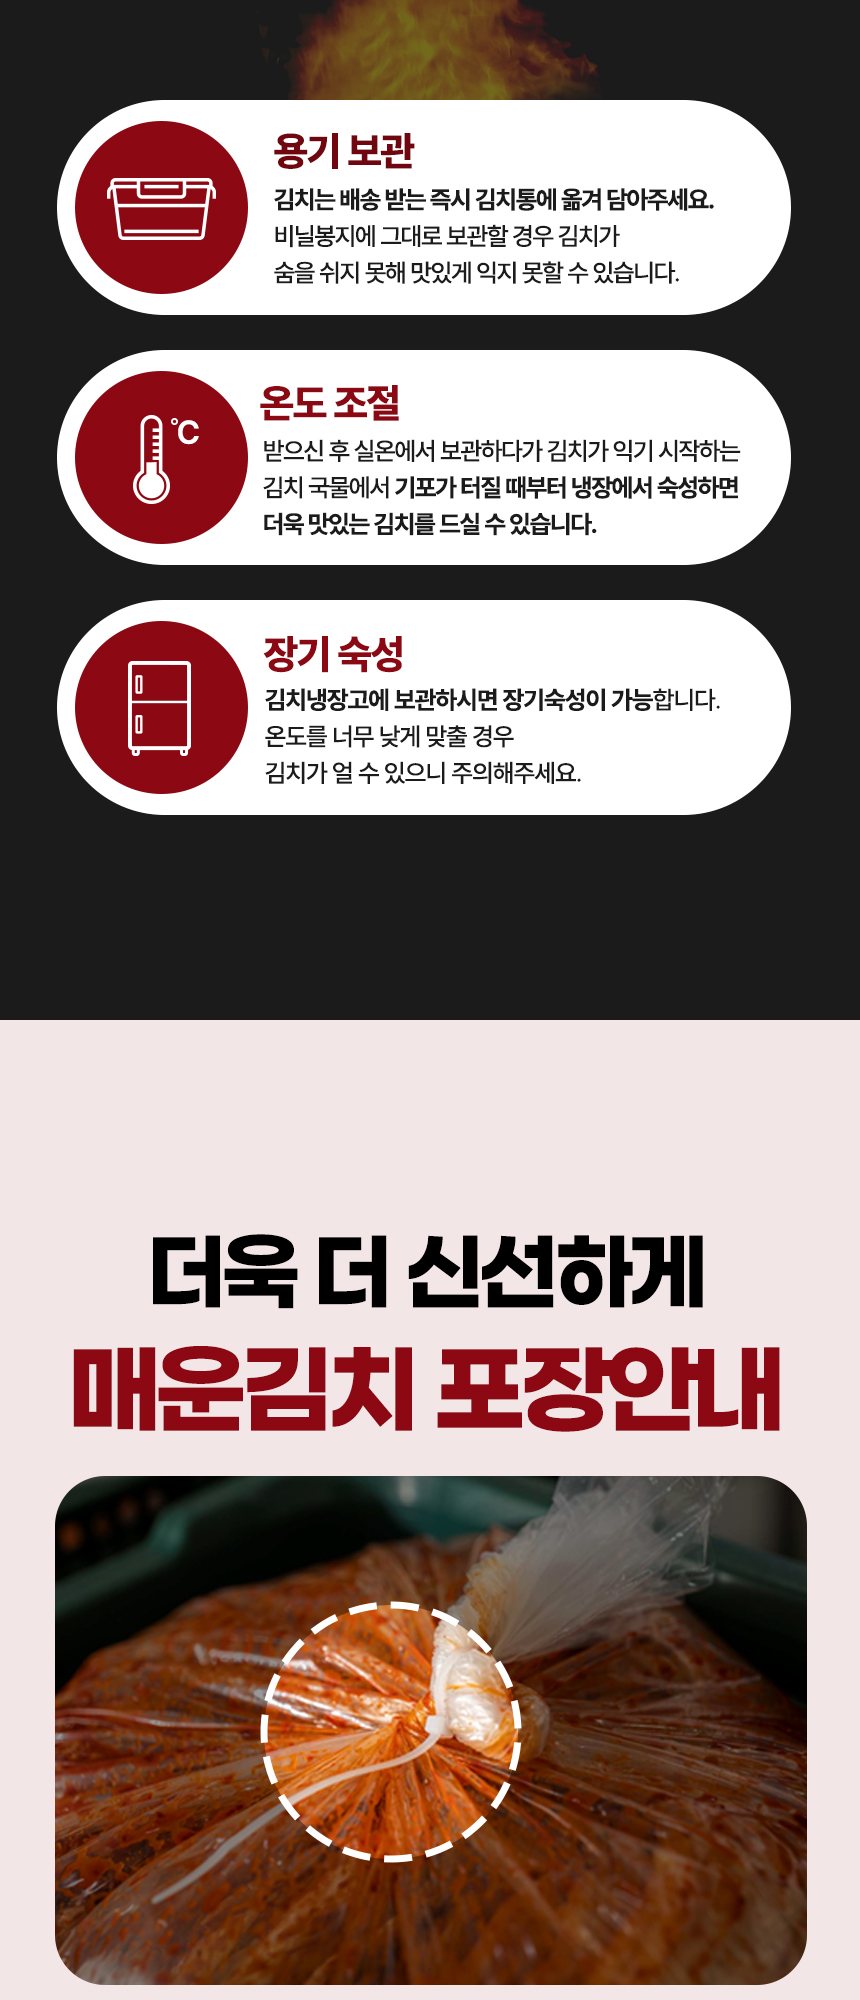 용기 보관
김치는 배송 받는 즉시 김치통에 옮겨 담아주세요.
비닐봉지에 그대로 보관할 경우 김치가
숨을 쉬지 못해 맛있게 익지 못할 수 있습니다.
°C
온도 조절
받으신 후 실온에서 보관하다가 김치가 익기 시작하는
김치 국물에서 기포가 터질 때부터 냉장에서 숙성하면
더욱 맛있는 김치를 드실 수 있습니다.
장기 숙성
김치냉장고에 보관하시면 장기숙성이 가능합니다.
온도를 너무 낮게 맞출 경우
김치가 얼 수 있으니 주의해주세요.
더욱 더 신선하게
매운김치 포장안내